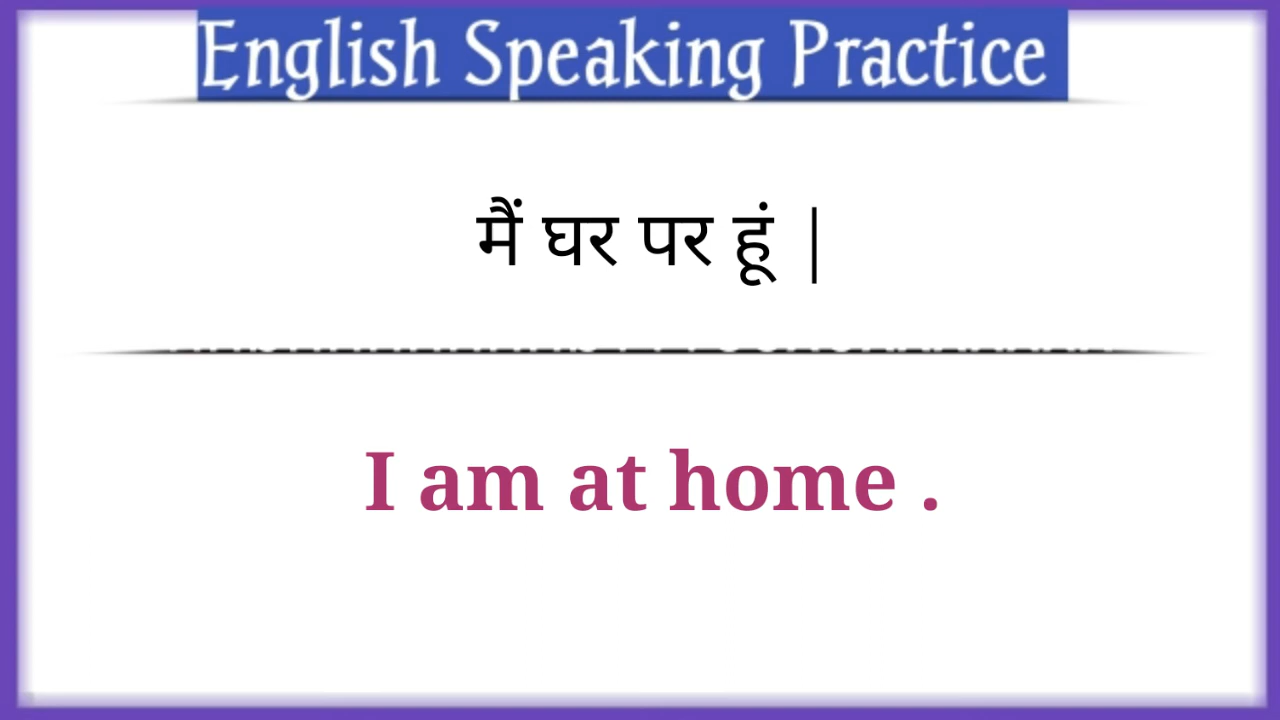 English Speaking Practice
मैं घर पर हूं |
I am at home .